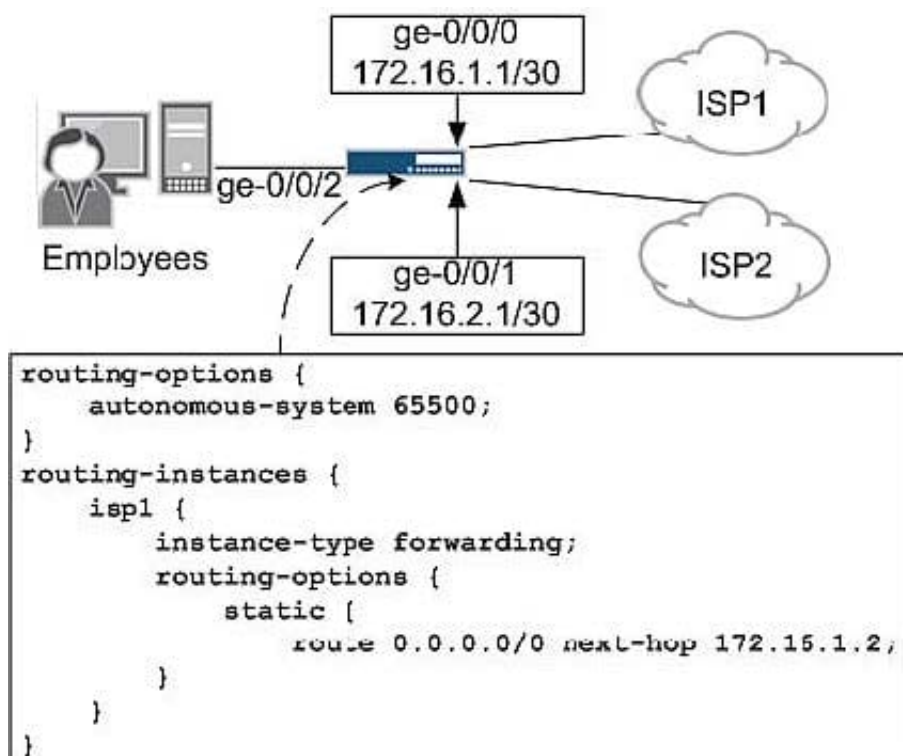 ge-0/0/0
172.16.1.1/30
ISP1
ge-0/0/2
Employees
ISP2
ge-0/0/1
172.16.2.1/30
routing-options {
autonomous-system 65500;
}
routing-instances {
isp1 {
instance-type forwarding;
routing-options {
static {
route 0.0.0.0/0 next-hop 172.16.1.2;
}
}
}